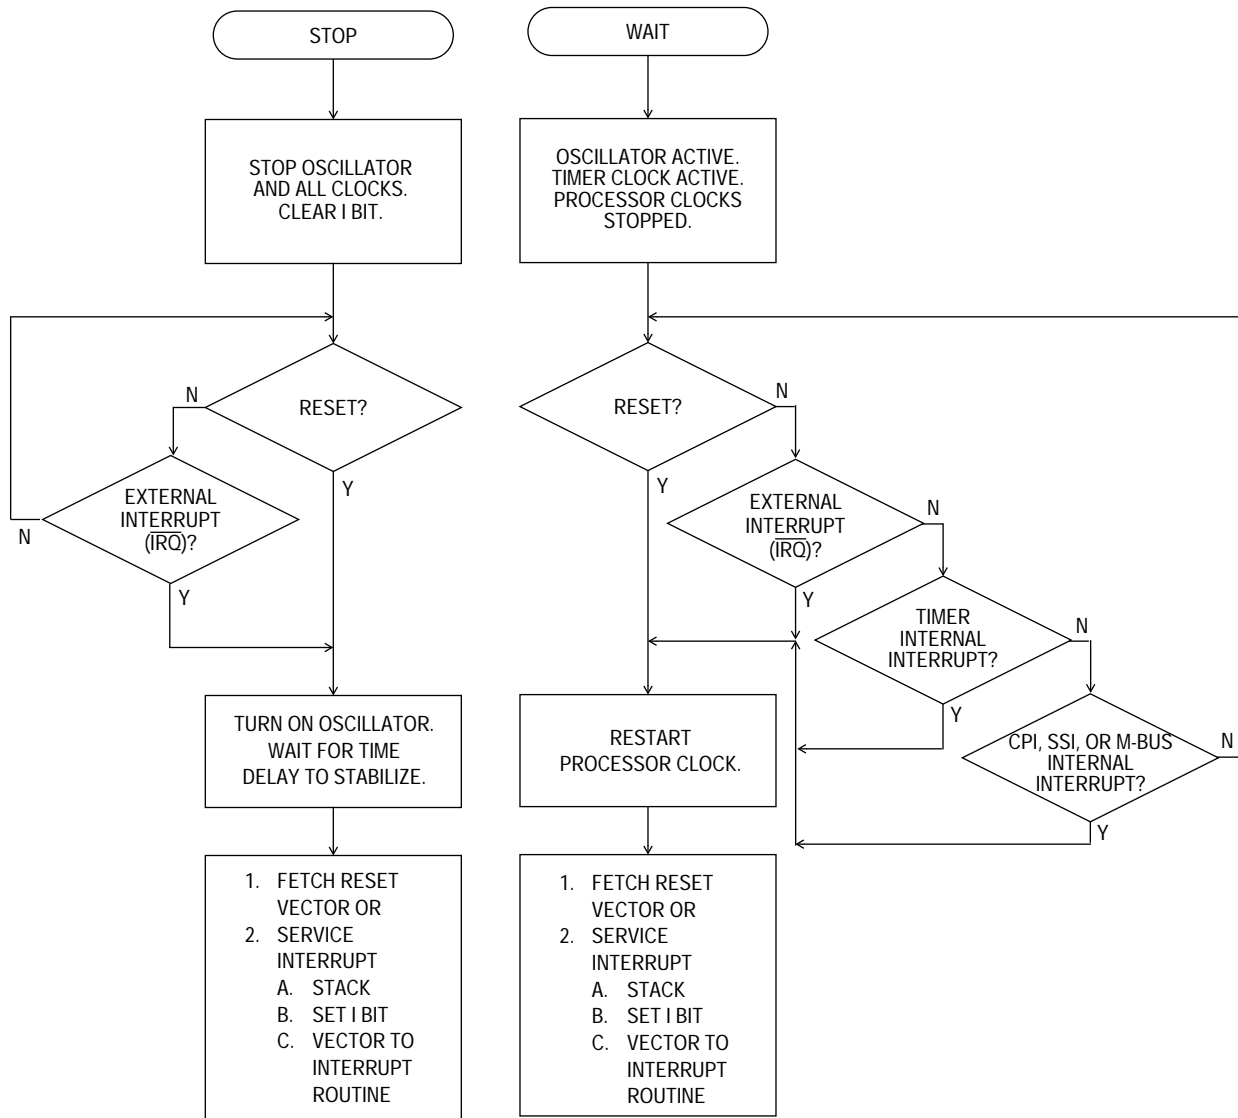 STOP
WAIT
STOP OSCILLATOR
AND ALL CLOCKS.
CLEAR I BIT.
OSCILLATOR ACTIVE.
TIMER CLOCK ACTIVE.
PROCESSOR CLOCKS
STOPPED.
N
RESET?
Y
EXTERNAL
INTERRUPT
(IRQ)?
N
Y
RESET?
N
Y
EXTERNAL
INTERRUPT
(IRQ)?
N
Y
TIMER
INTERNAL
INTERRUPT?
N
Y
CPI, SSI, OR M-BUS
INTERNAL
INTERRUPT?
N
Y
TURN ON OSCILLATOR.
WAIT FOR TIME
DELAY TO STABILIZE.
RESTART
PROCESSOR CLOCK.
1. FETCH RESET
VECTOR OR
2. SERVICE
INTERRUPT
A. STACK
B. SET I BIT
C. VECTOR TO
INTERRUPT
ROUTINE
1. FETCH RESET
VECTOR OR
2. SERVICE
INTERRUPT
A. STACK
B. SET I BIT
C. VECTOR TO
INTERRUPT
ROUTINE